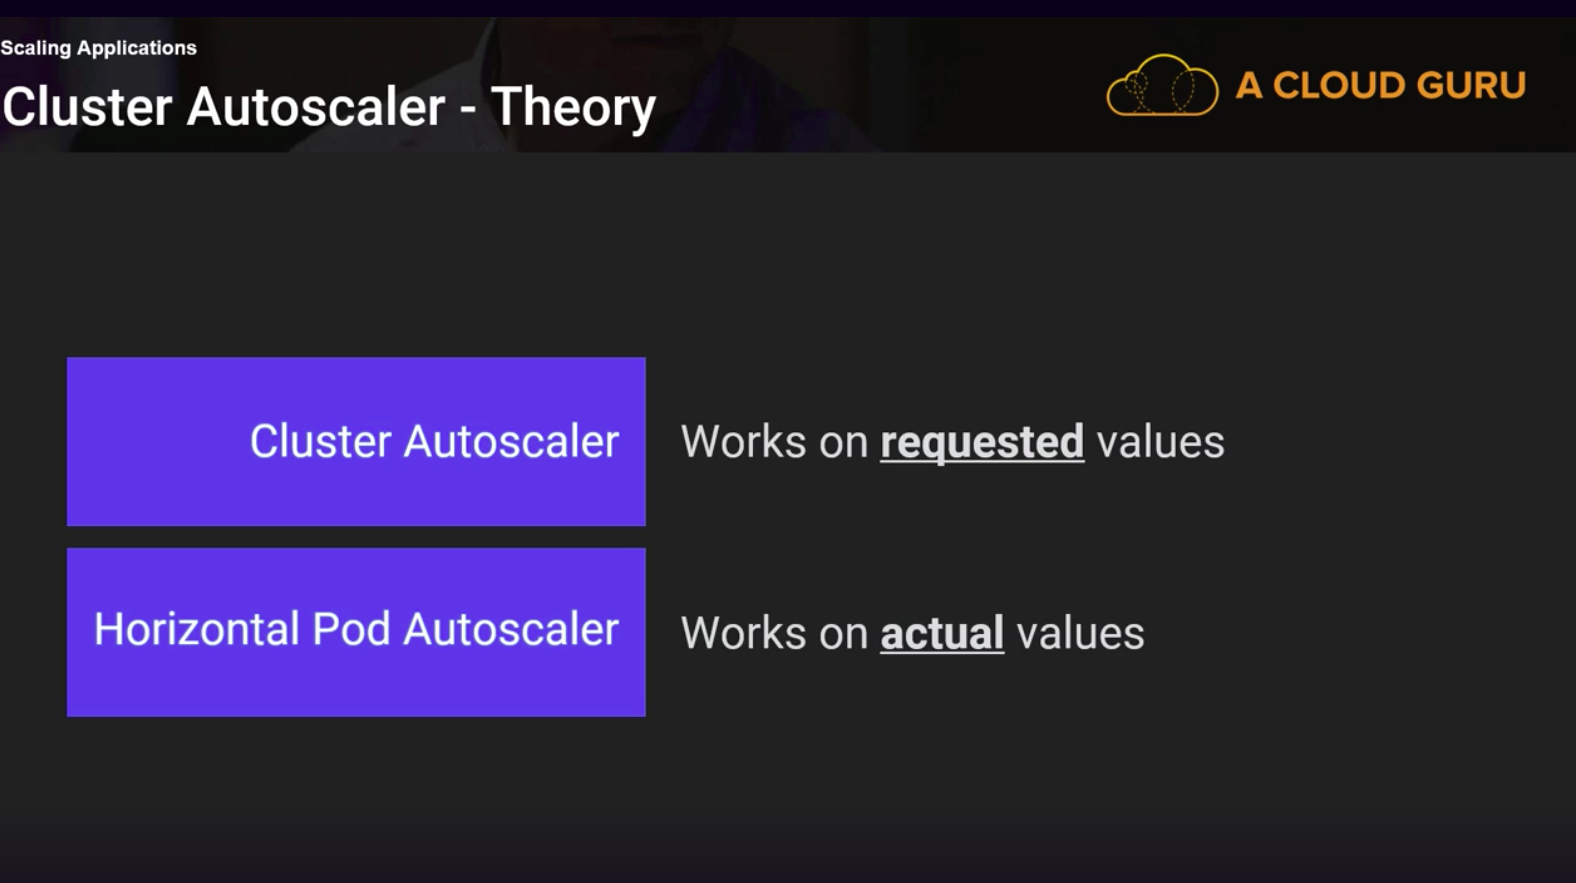 Scaling Applications
Cluster Autoscaler - Theory
A CLOUD GURU
Cluster Autoscaler
Works on requested values
Horizontal Pod Autoscaler
Works on actual values